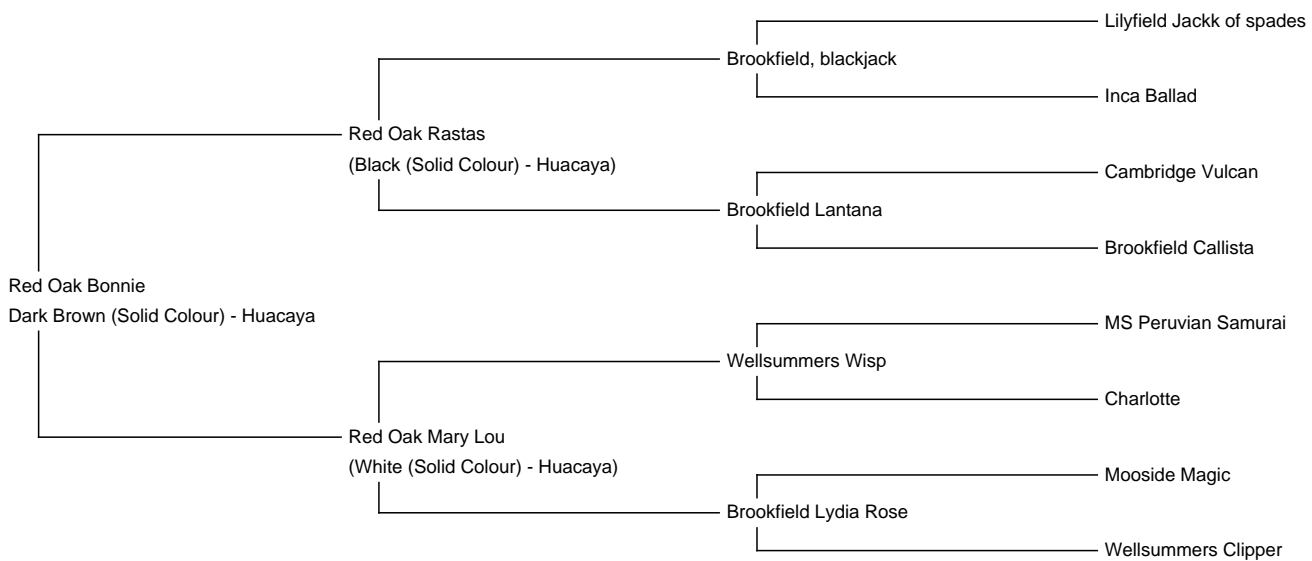 Lilyfield Jackk of spades
Brookfield, blackjack
Inca Ballad
Red Oak Rastas
(Black (Solid Colour) - Huacaya)
Cambridge Vulcan
Brookfield Lantana
Brookfield Callista
Red Oak Bonnie
Dark Brown (Solid Colour) - Huacaya
MS Peruvian Samurai
Wellsummers Wisp
Charlotte
Red Oak Mary Lou
(White (Solid Colour) - Huacaya)
Mooside Magic
Brookfield Lydia Rose
Wellsummers Clipper